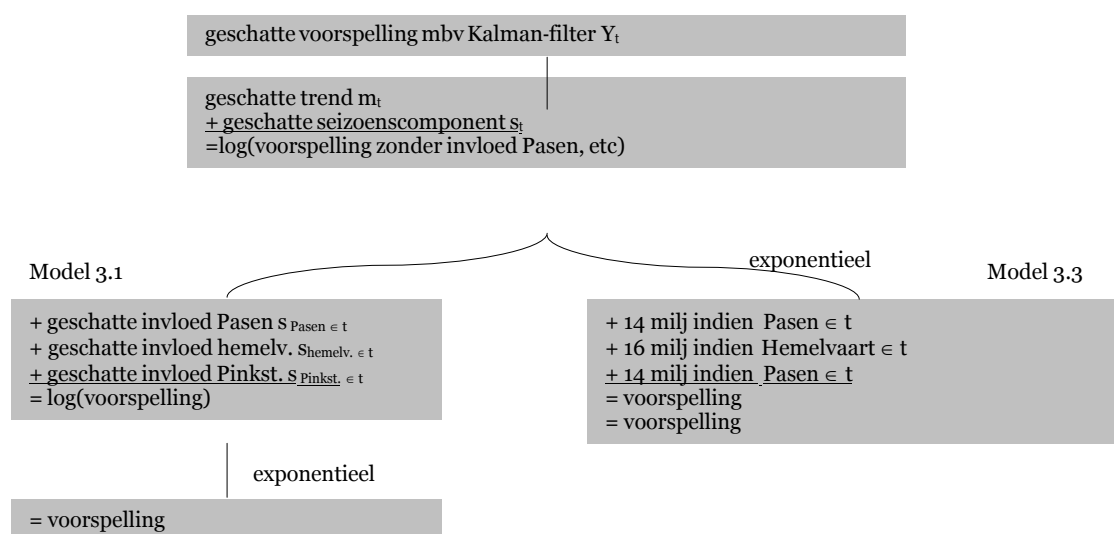 geschatte voorspelling mbv Kalman-filter Yt
geschatte trend mt
+ geschatte seizoenscomponent st
=log(voorspelling zonder invloed Pasen, etc)
exponentieel
Model 3.1
Model 3.3
+ geschatte invloed Pasen s Pasen ∈ t
+ geschatte invloed hemelv. shemelv. ∈ t
+ geschatte invloed Pinkst. s Pinkst. ∈ t
= log(voorspelling)
+ 14 milj indien Pasen ∈ t
+ 16 milj indien Hemelvaart ∈ t
+ 14 milj indien Pasen ∈ t
= voorspelling
= voorspelling
exponentieel
= voorspelling